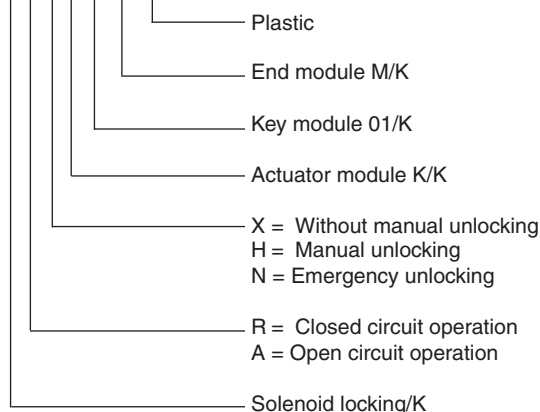 Plastic
End module M/K
Key module 01/K
Actuator module K/K
X = Without manual unlocking
H = Manual unlocking
N = Emergency unlocking
R = Closed circuit operation
A = Open circuit operation
Solenoid locking/K